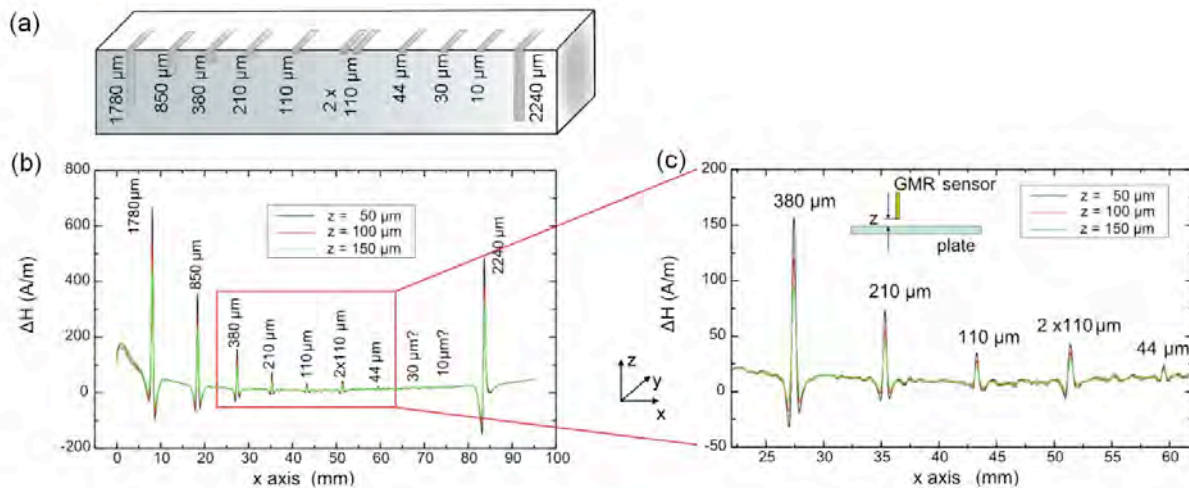 (a)
1780 µm
850 µm
380 µm
210 µm
110 µm
2 x
110 µm
44 µm
30 µm
10 µm
2240 µm
(b)
800
600
400
200
0
-200
ΔH (A/m)
1780µm
850 µm
380 µm
210 µm
110µm
2x110 µm
44 µm
30 µm?
10µm?
2240 µm
z = 50 µm
z = 100 µm
z = 150 µm
0 10 20 30 40 50 60 70 80 90 100
x axis (mm)
z
y
x
(c)
200
150
100
50
0
-50
ΔH (A/m)
380 µm
210 µm
110 µm
2 x110 µm
44 µm
GMR sensor
z
plate
z = 50 µm
z = 100 µm
z = 150 µm
25 30 35 40 45 50 55 60
x axis (mm)